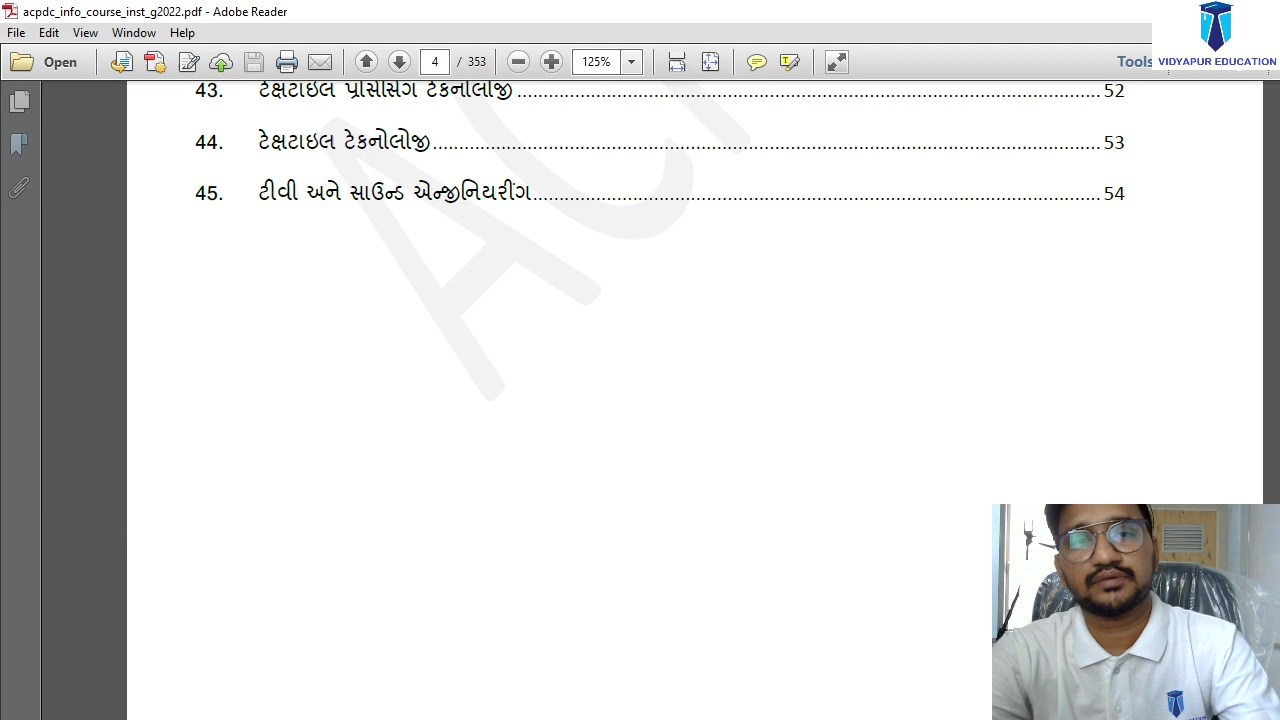 acpdc_info_course_inst_g2022.pdf - Adobe Reader
File Edit View Window Help
Open 4 / 353 125% Tools
VIDYAPUR EDUCATION
43. ટેક્ષટાઇલ પ્રોસેસિંગ ટેકનોલોજી 52
44. ટેક્ષટાઇલ ટેકનોલોજી 53
45. ટીવી અને સાઉન્ડ એન્જીનિયરીંગ 54